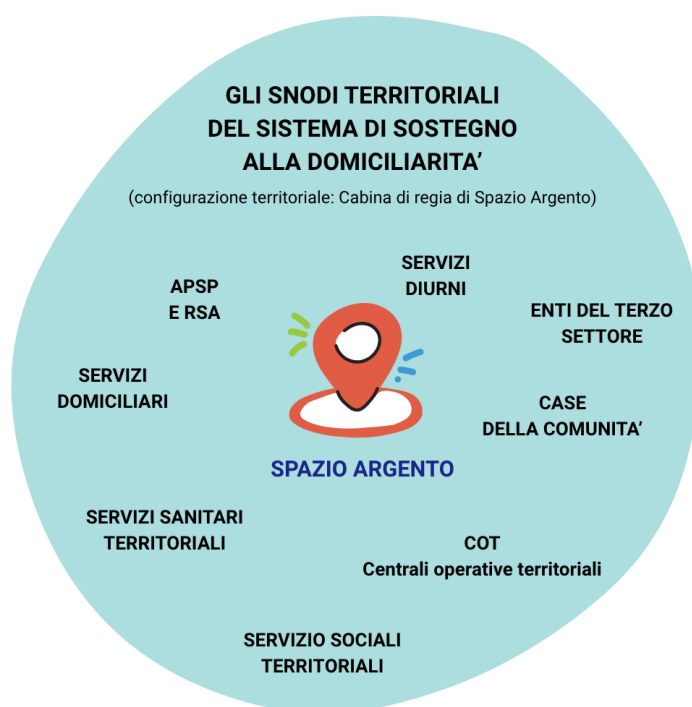 GLI SNODI TERRITORIALI
DEL SISTEMA DI SOSTEGNO
ALLA DOMICILIARITA’
(configurazione territoriale: Cabina di regia di Spazio Argento)
SERVIZI
DIURNI
APSP
E RSA
ENTI DEL TERZO
SETTORE
SERVIZI
DOMICILIARI
CASE
DELLA COMUNITA’
SPAZIO ARGENTO
SERVIZI SANITARI
TERRITORIALI
COT
Centrali operative territoriali
SERVIZIO SOCIALI
TERRITORIALI